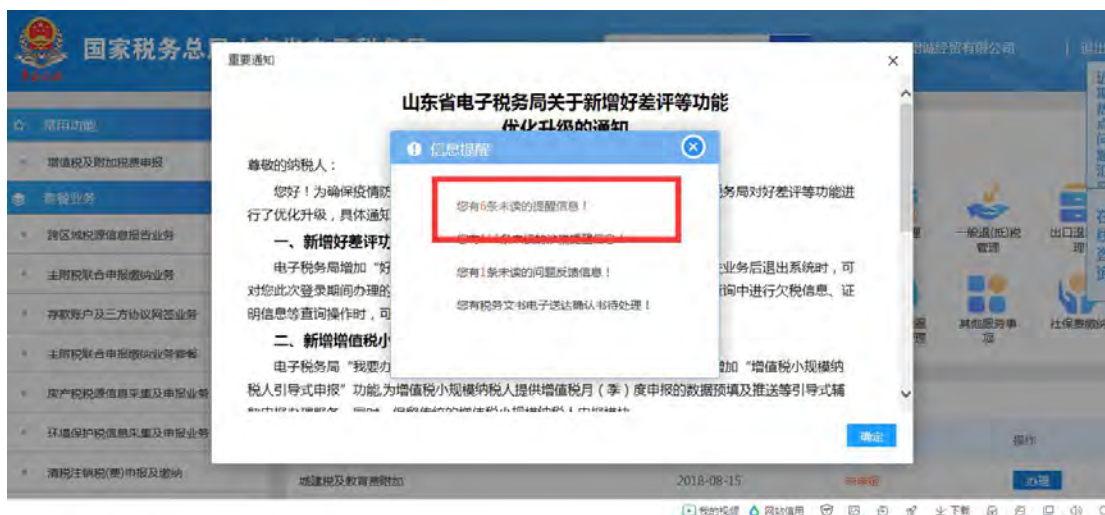 国家税务总局
经贸有限公司
重要通知
山东省电子税务局关于新增好差评等功能
优化升级的通知
信息提醒
尊敬的纳税人：
您好！为确保疫情防
务局对好差评等功能进
行了优化升级，具体通知
一、新增好差评功
电子税务局增加“好
业务后退出系统时，可
对您此次登录期间办理的
询中进行欠税信息、证
明信息等查询操作时，可
二、新增增值税小
电子税务局“我要办
增加“增值税小规模纳
税人引导式申报”功能,为增值税小规模纳税人提供增值税月（季）度申报的数据预填及推送等引导式辅
您有6条未读的提醒信息！
您有1条未读的问题反馈信息！
您有税务文书电子送达确认书待处理！
确定
常用功能
增值税及附加税费申报
套餐业务
跨区域税源信息报告业务
主附税联合申报缴纳业务
存款账户及三方协议网签业务
主附税联合申报缴纳业务套餐
房产税税源信息采集及申报业务
环境保护税信息采集及申报业务
清税注销税(费)申报及缴纳
一般退(抵)税
管理
出口退
其他服务事
项
社保费缴纳
操作
城建税及教育费附加
2018-08-15
办理
我的视频
网站信用
下载